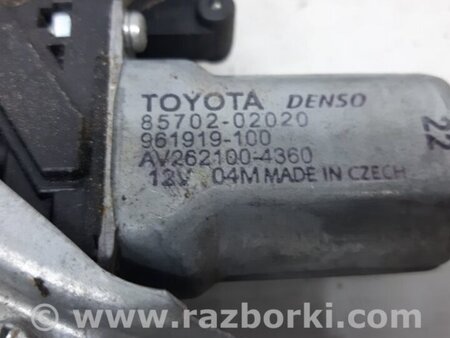 TOYOTA DENSO
85702-02020
961919-100
AV262100-4360
12V 04M MADE IN CZECH
22
www.razborki.com